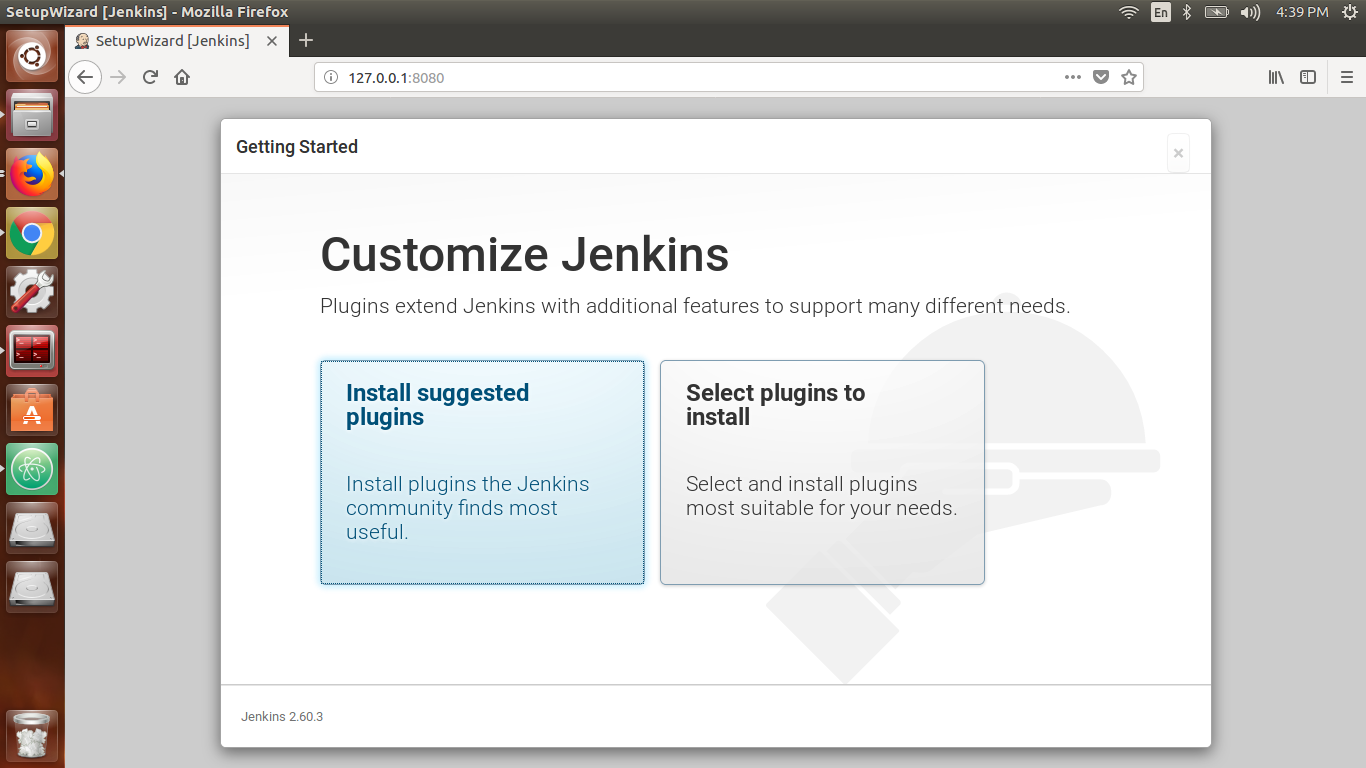 SetupWizard [Jenkins] - Mozilla Firefox
En
4:39 PM
SetupWizard [Jenkins]
127.0.0.1:8080
Getting Started
Customize Jenkins
Plugins extend Jenkins with additional features to support many different needs.
Install suggested
plugins
Install plugins the Jenkins
community finds most
useful.
Select plugins to
install
Select and install plugins
most suitable for your needs.
Jenkins 2.60.3